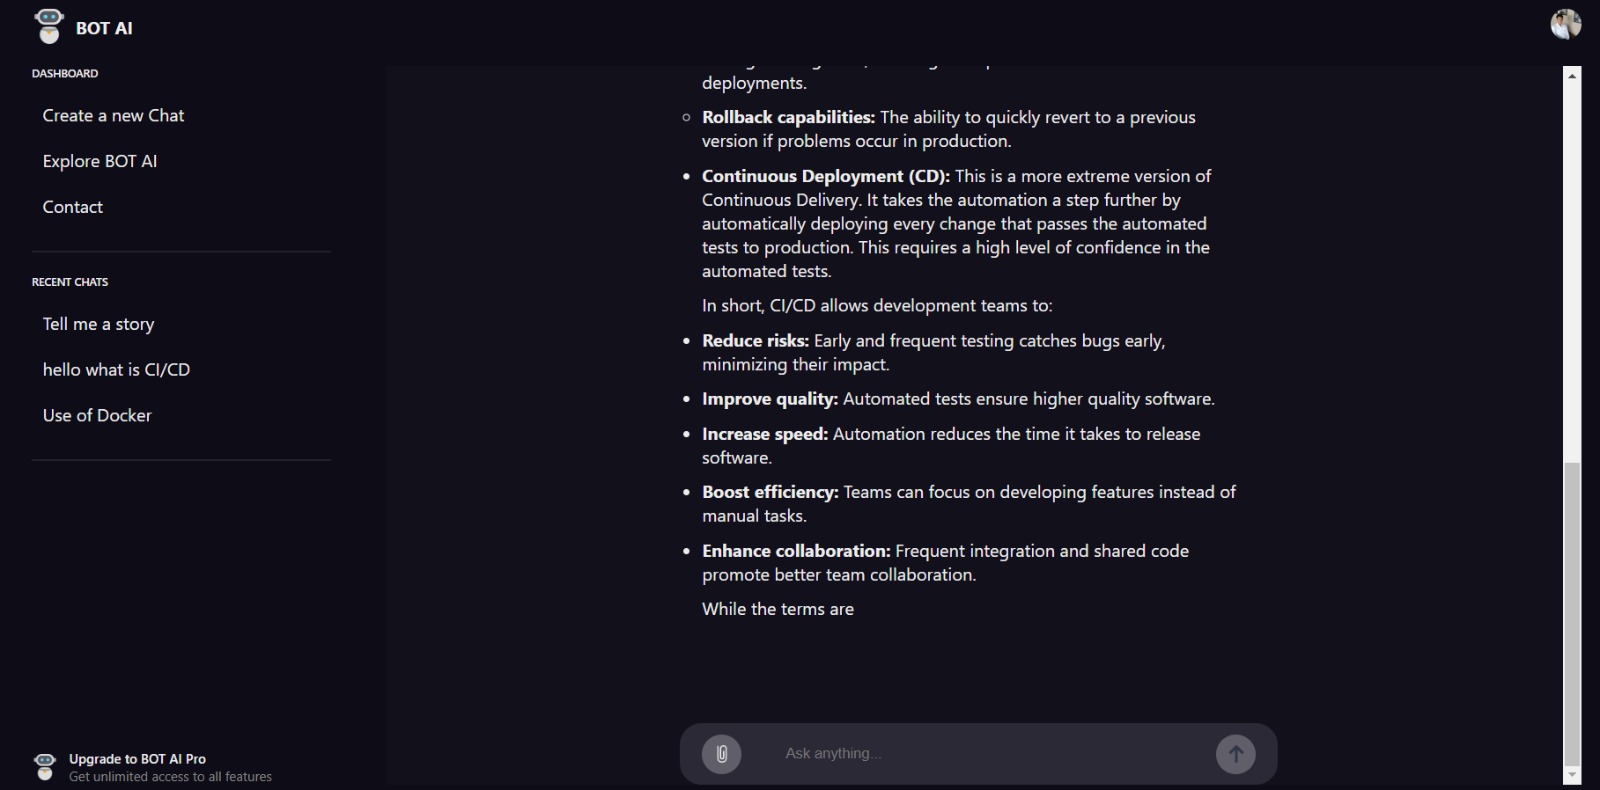 BOT AI
DASHBOARD
Create a new Chat
Explore BOT AI
Contact
RECENT CHATS
Tell me a story
hello what is CI/CD
Use of Docker
Upgrade to BOT AI Pro
Get unlimited access to all features
deployments.
Rollback capabilities: The ability to quickly revert to a previous
version if problems occur in production.
Continuous Deployment (CD): This is a more extreme version of
Continuous Delivery. It takes the automation a step further by
automatically deploying every change that passes the automated
tests to production. This requires a high level of confidence in the
automated tests.
In short, CI/CD allows development teams to:
Reduce risks: Early and frequent testing catches bugs early,
minimizing their impact.
Improve quality: Automated tests ensure higher quality software.
Increase speed: Automation reduces the time it takes to release
software.
Boost efficiency: Teams can focus on developing features instead of
manual tasks.
Enhance collaboration: Frequent integration and shared code
promote better team collaboration.
While the terms are
Ask anything...